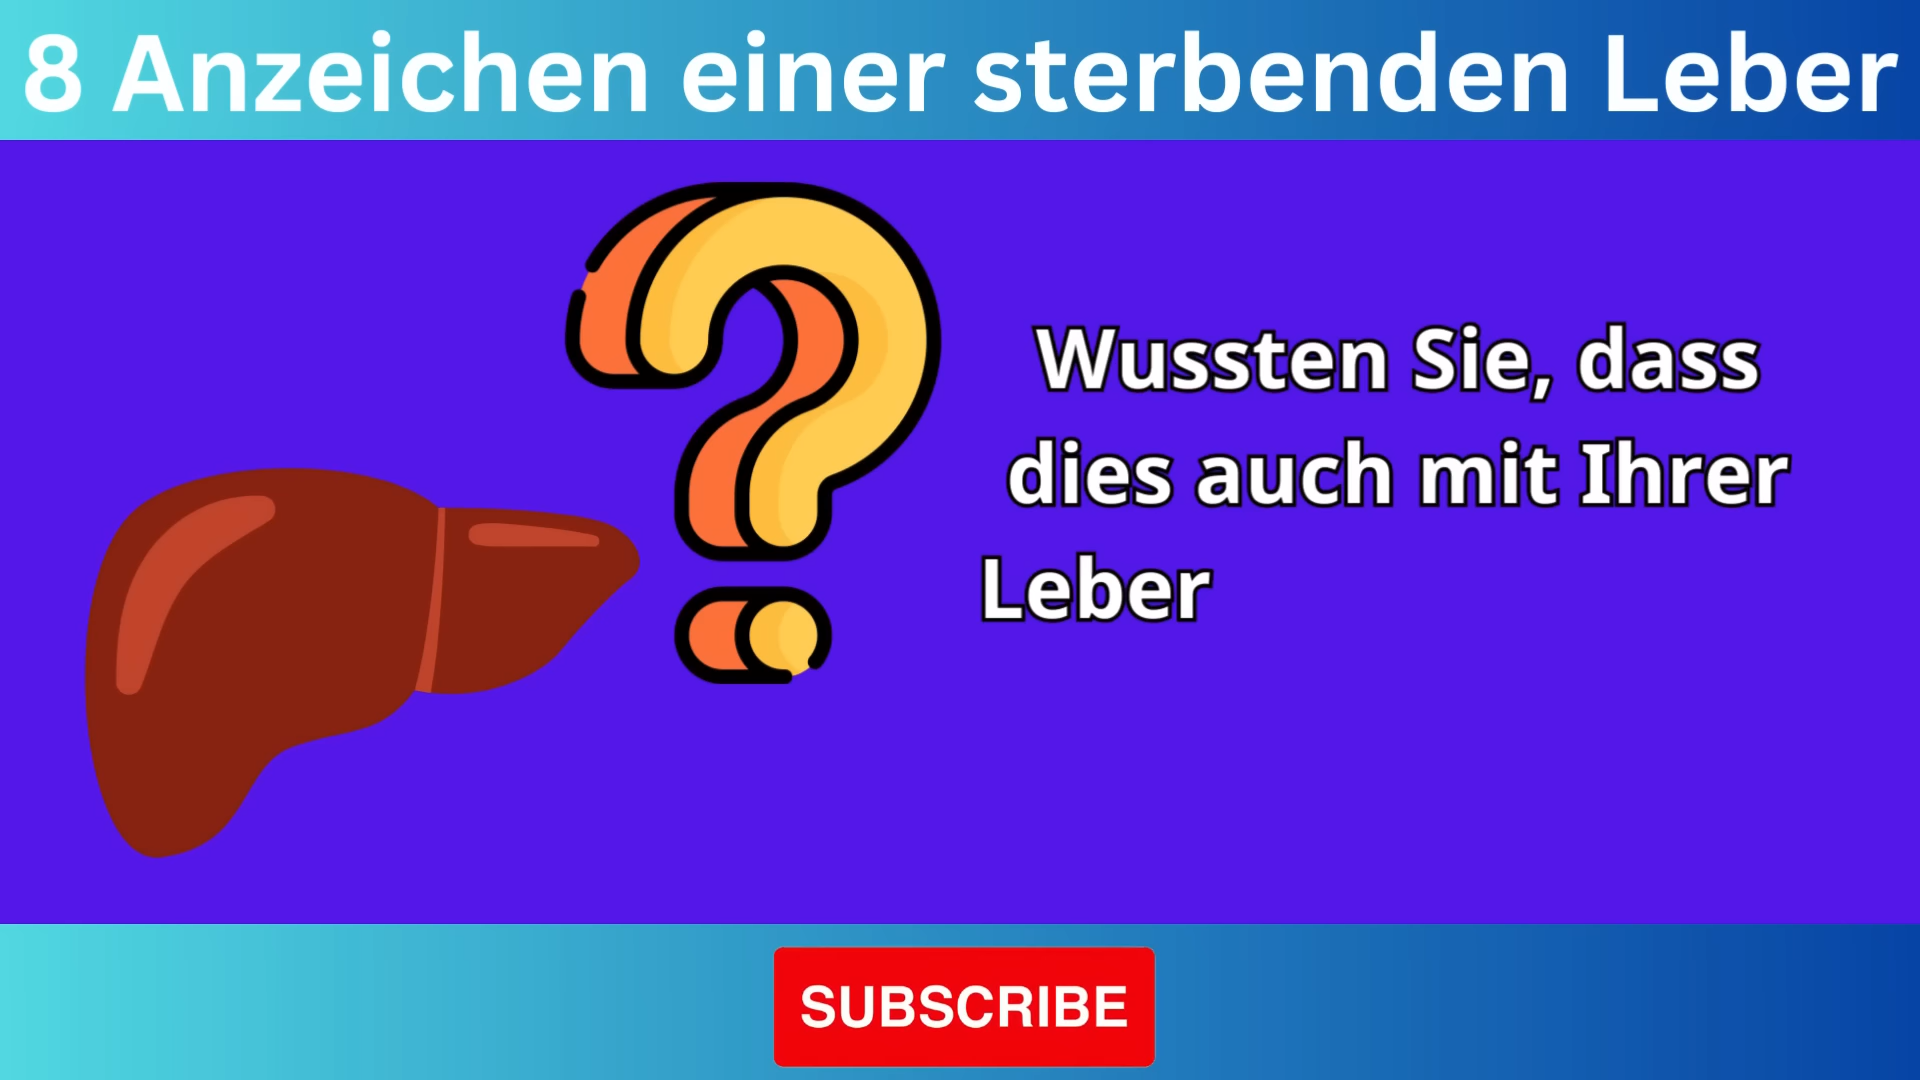 8 Anzeichen einer sterbenden Leber
Wussten Sie, dass
dies auch mit Ihrer
Leber
SUBSCRIBE